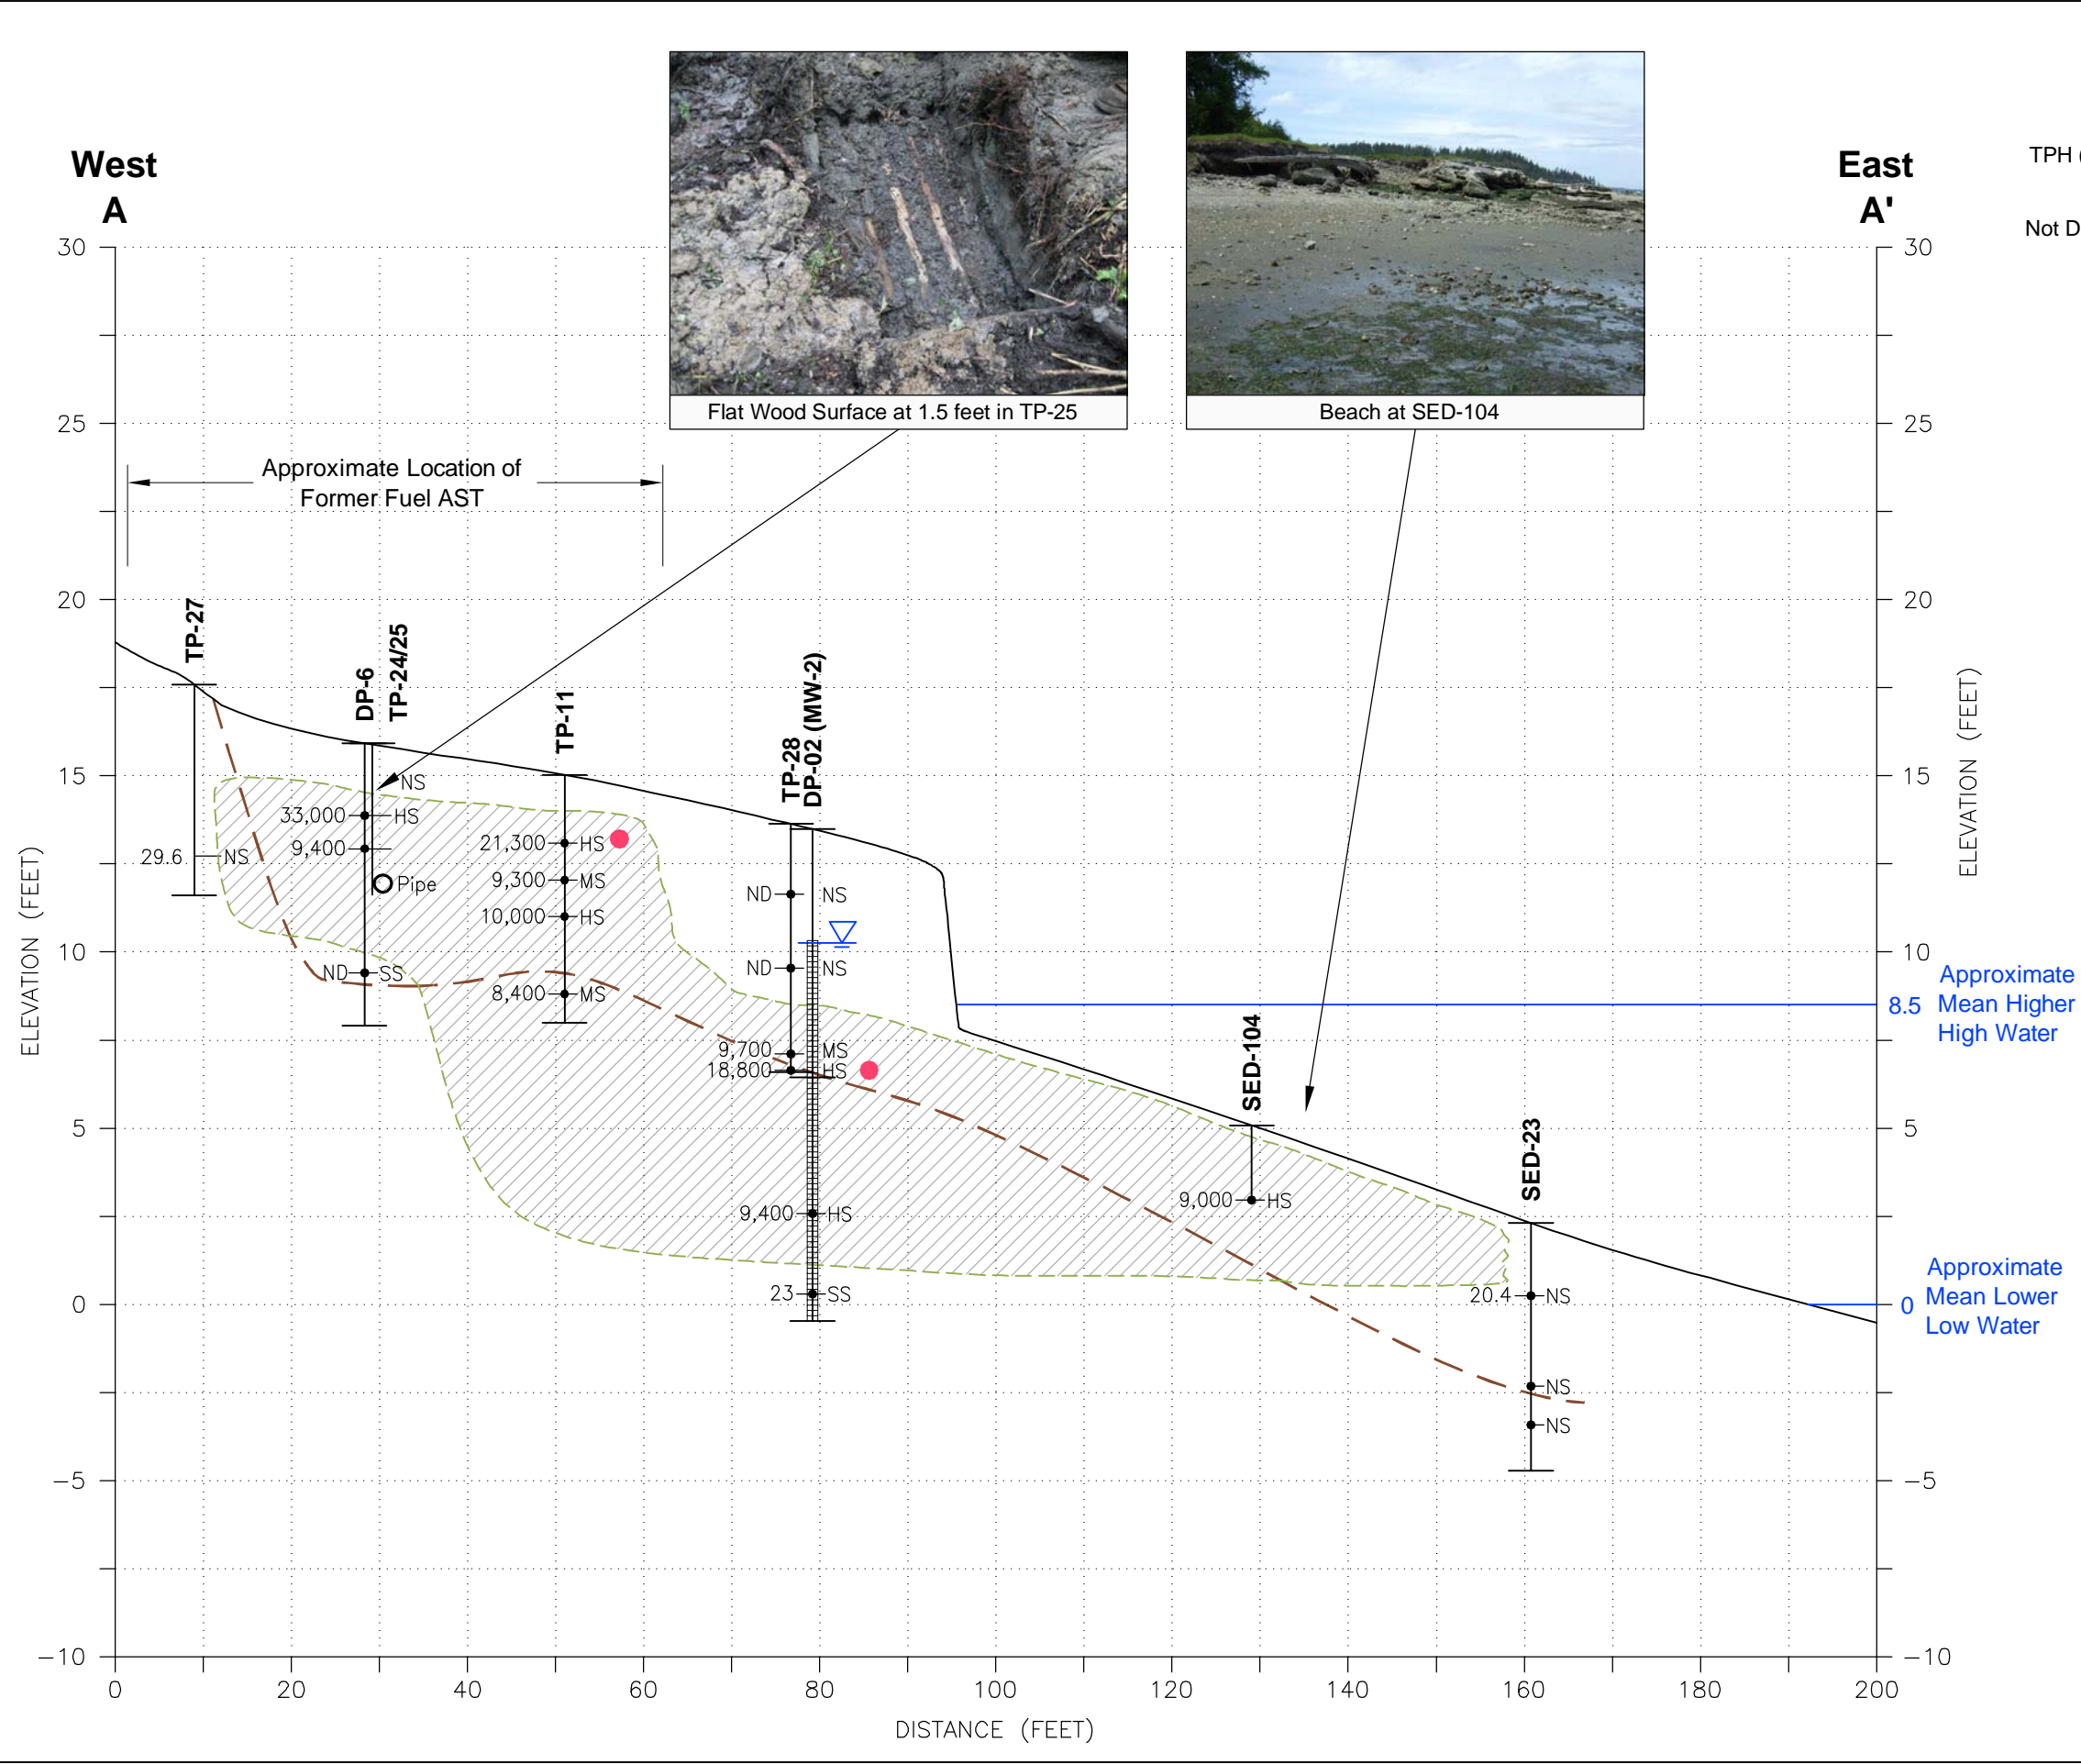 West
A
East
A'
TPH (
Not D
Flat Wood Surface at 1.5 feet in TP-25
Beach at SED-104
Approximate Location of
Former Fuel AST
30
25
20
15
10
5
0
−5
−10
ELEVATION (FEET)
30
25
20
15
10
5
−5
−10
ELEVATION (FEET)
TP-27
29.6
NS
DP-6
TP-24/25
NS
33,000
HS
9,400
Pipe
ND
SS
TP-11
21,300
HS
9,300
MS
10,000
HS
8,400
MS
TP-28
DP-02 (MW-2)
ND
NS
ND
NS
9,700
MS
18,800
HS
9,400
HS
23
SS
SED-104
9,000
HS
SED-23
20.4
NS
NS
NS
8.5
Approximate
Mean Higher
High Water
0
Approximate
Mean Lower
Low Water
0
20
40
60
80
100
120
140
160
180
200
DISTANCE (FEET)